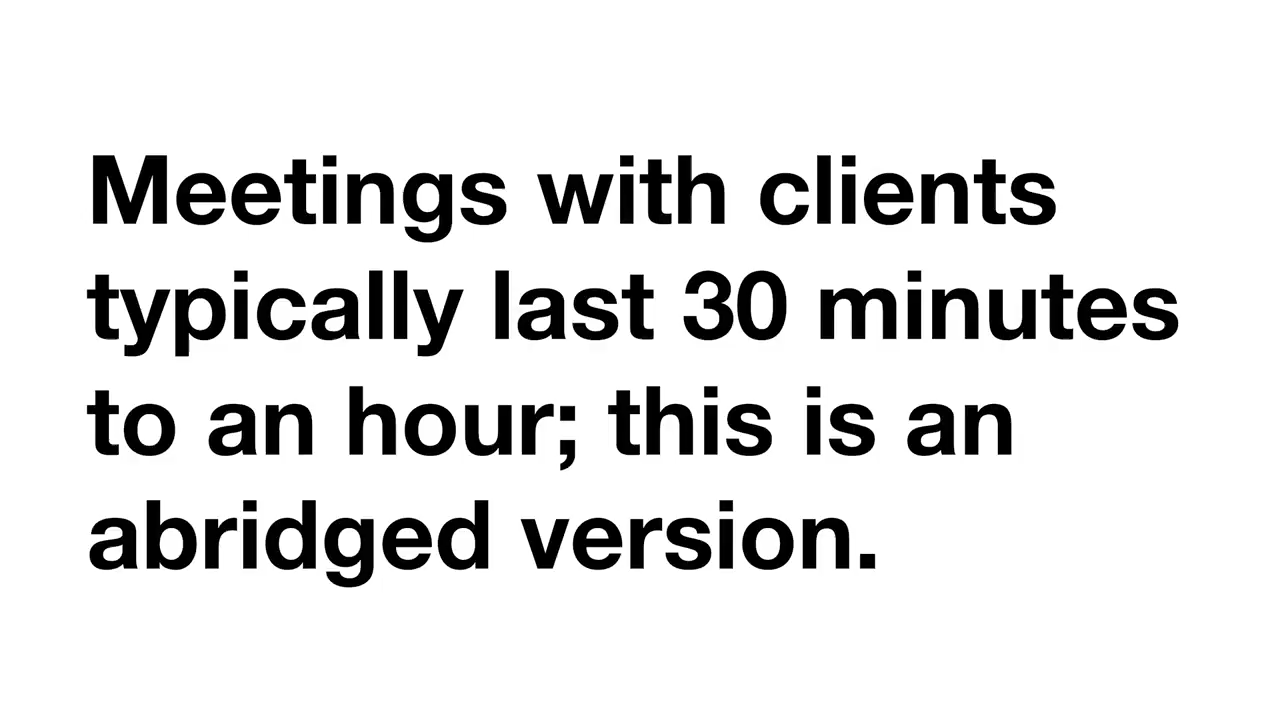 Meetings with clients
typically last 30 minutes
to an hour; this is an
abridged version.